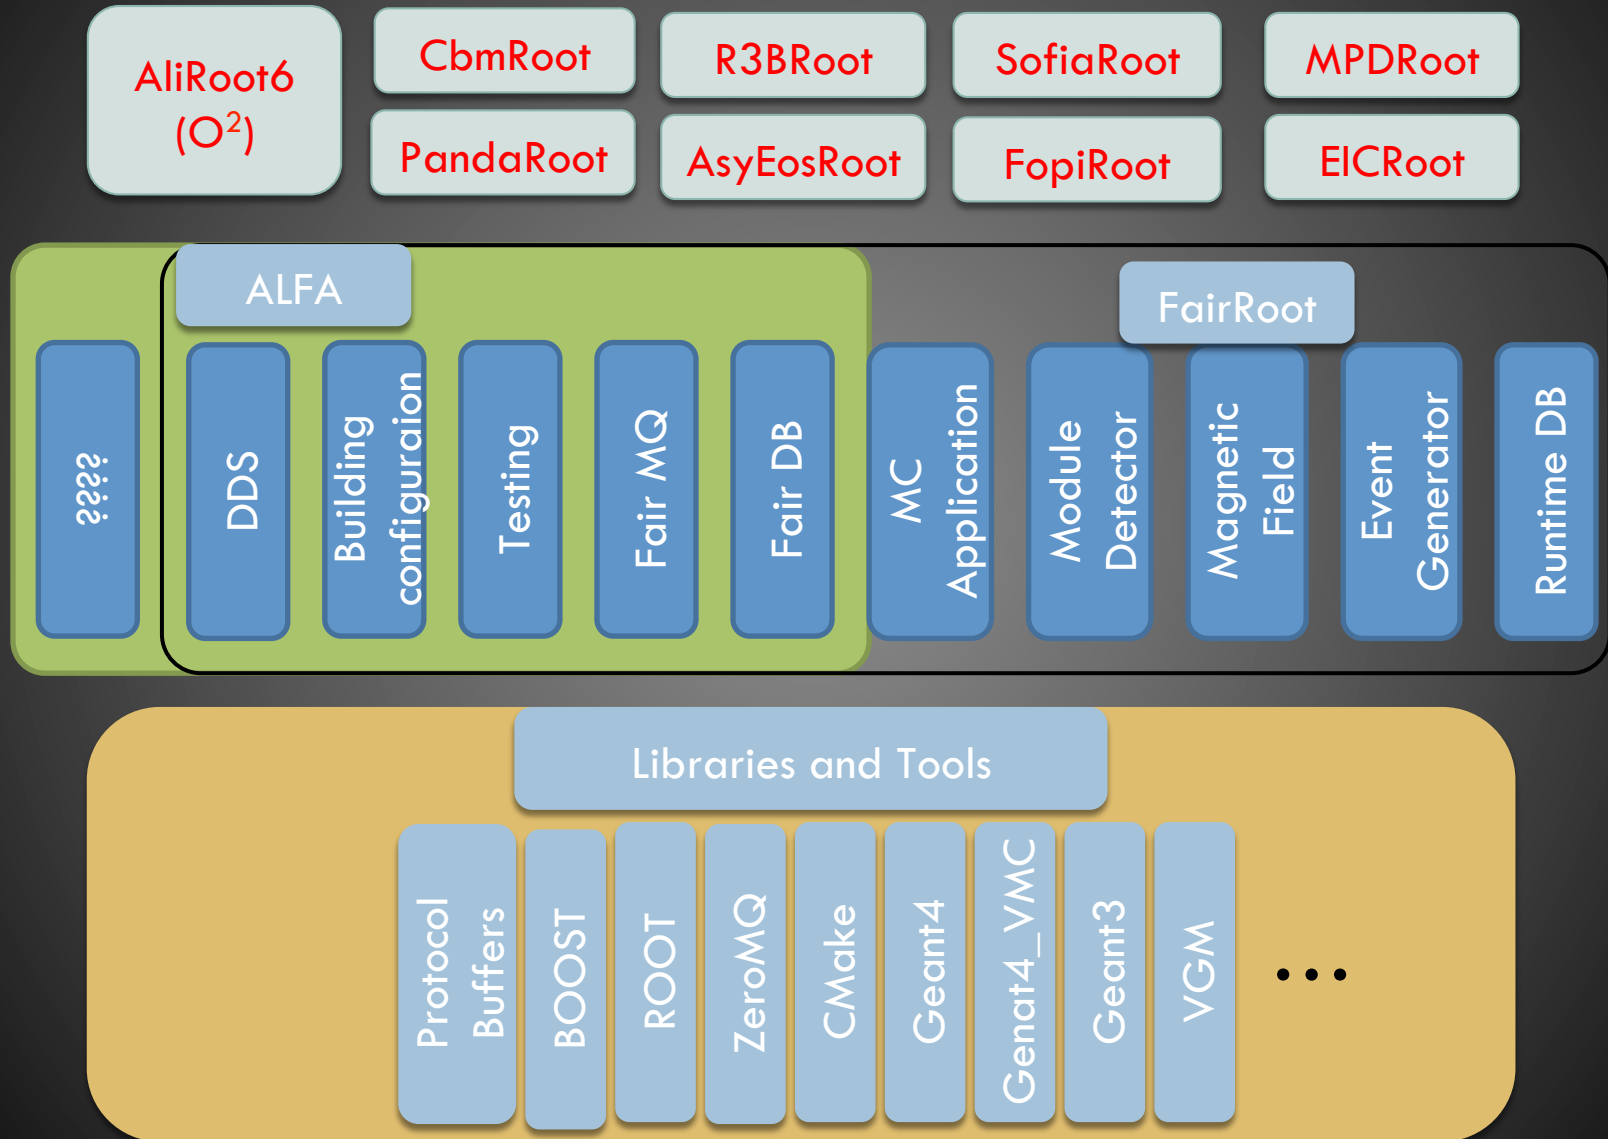 AliRoot6
(O²)
CbmRoot
R3BRoot
SofiaRoot
MPDRoot
PandaRoot
AsyEosRoot
FopiRoot
EICRoot
ALFA
FairRoot
?????
DDS
Building
configuraion
Testing
Fair MQ
Fair DB
MC
Application
Module
Detector
Magnetic
Field
Event
Generator
Runtime DB
Libraries and Tools
Protocol
Buffers
BOOST
ROOT
ZeroMQ
CMake
Geant4
Genat4_VMC
Geant3
VGM
...